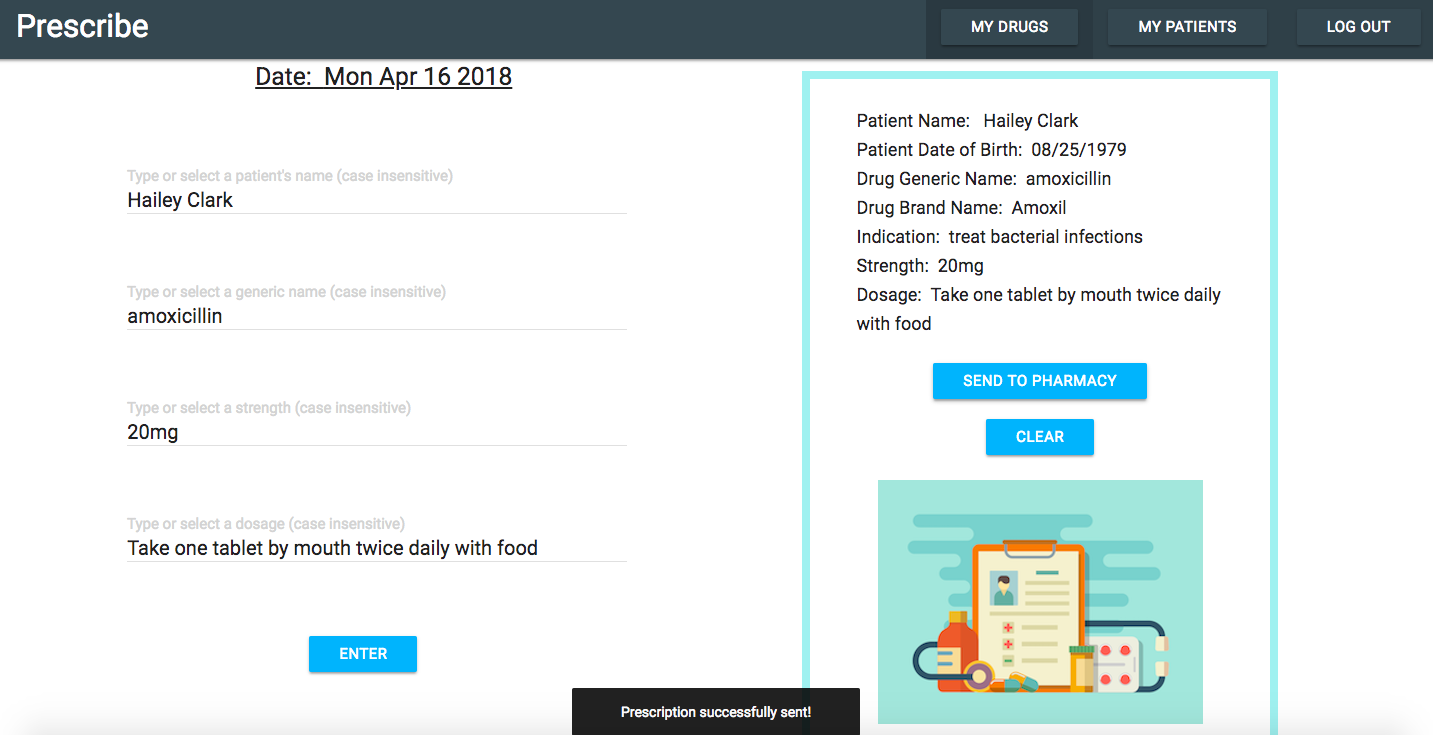 Prescribe
MY DRUGS
MY PATIENTS
LOG OUT
Date: Mon Apr 16 2018
Type or select a patient's name (case insensitive)
Hailey Clark
Type or select a generic name (case insensitive)
amoxicillin
Type or select a strength (case insensitive)
20mg
Type or select a dosage (case insensitive)
Take one tablet by mouth twice daily with food
ENTER
Patient Name: Hailey Clark
Patient Date of Birth: 08/25/1979
Drug Generic Name: amoxicillin
Drug Brand Name: Amoxil
Indication: treat bacterial infections
Strength: 20mg
Dosage: Take one tablet by mouth twice daily
with food
SEND TO PHARMACY
CLEAR
Prescription successfully sent!